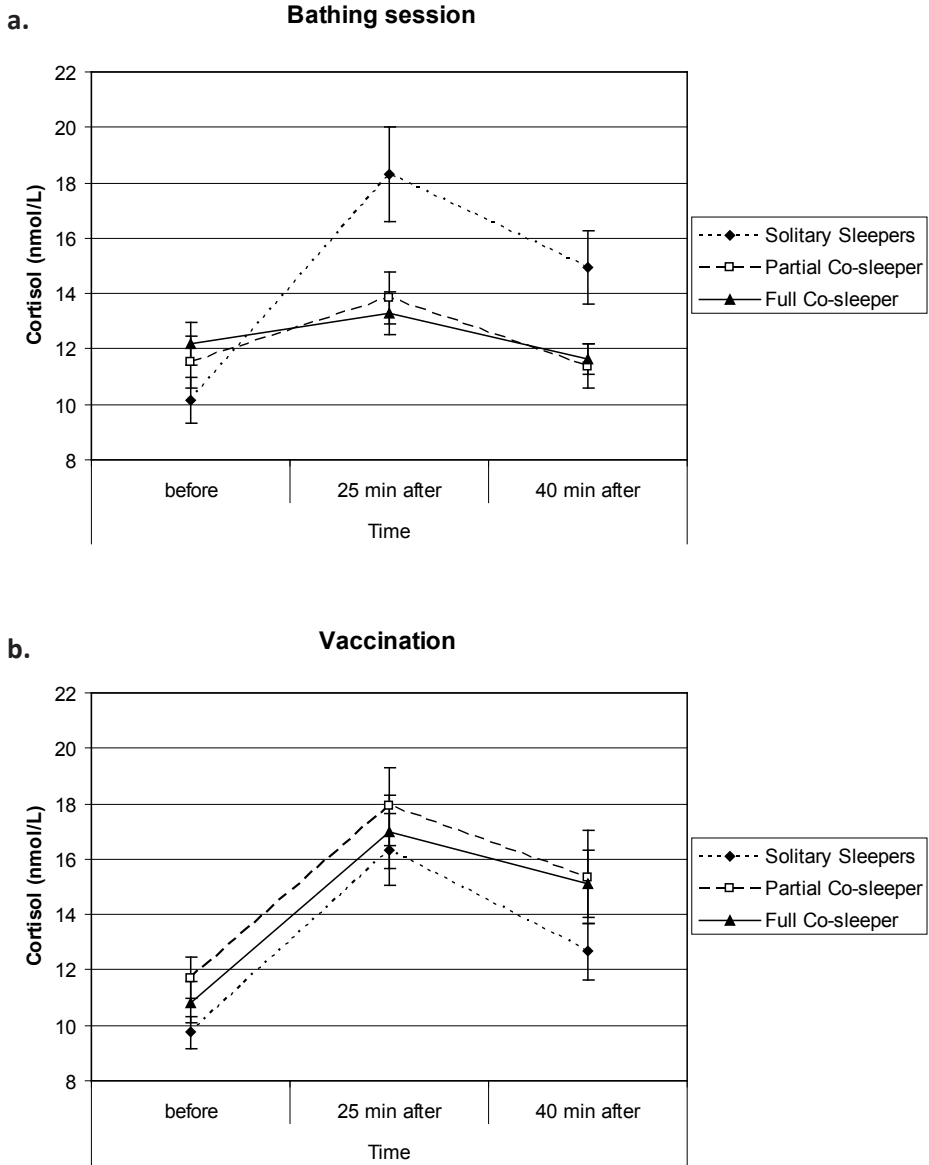 a.
Bathing session
22
20
18
16
14
12
10
8
Cortisol (nmol/L)
before
25 min after
40 min after
Time
Solitary Sleepers
Partial Co-sleeper
Full Co-sleeper
b.
Vaccination
22
20
18
16
14
12
10
8
Cortisol (nmol/L)
before
25 min after
40 min after
Time
Solitary Sleepers
Partial Co-sleeper
Full Co-sleeper